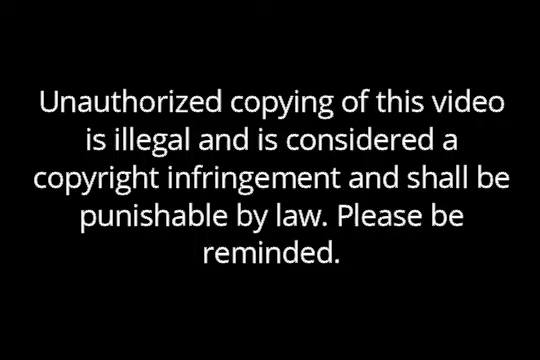 Unauthorized copying of this video
is illegal and is considered a
copyright infringement and shall be
punishable by law. Please be
reminded.